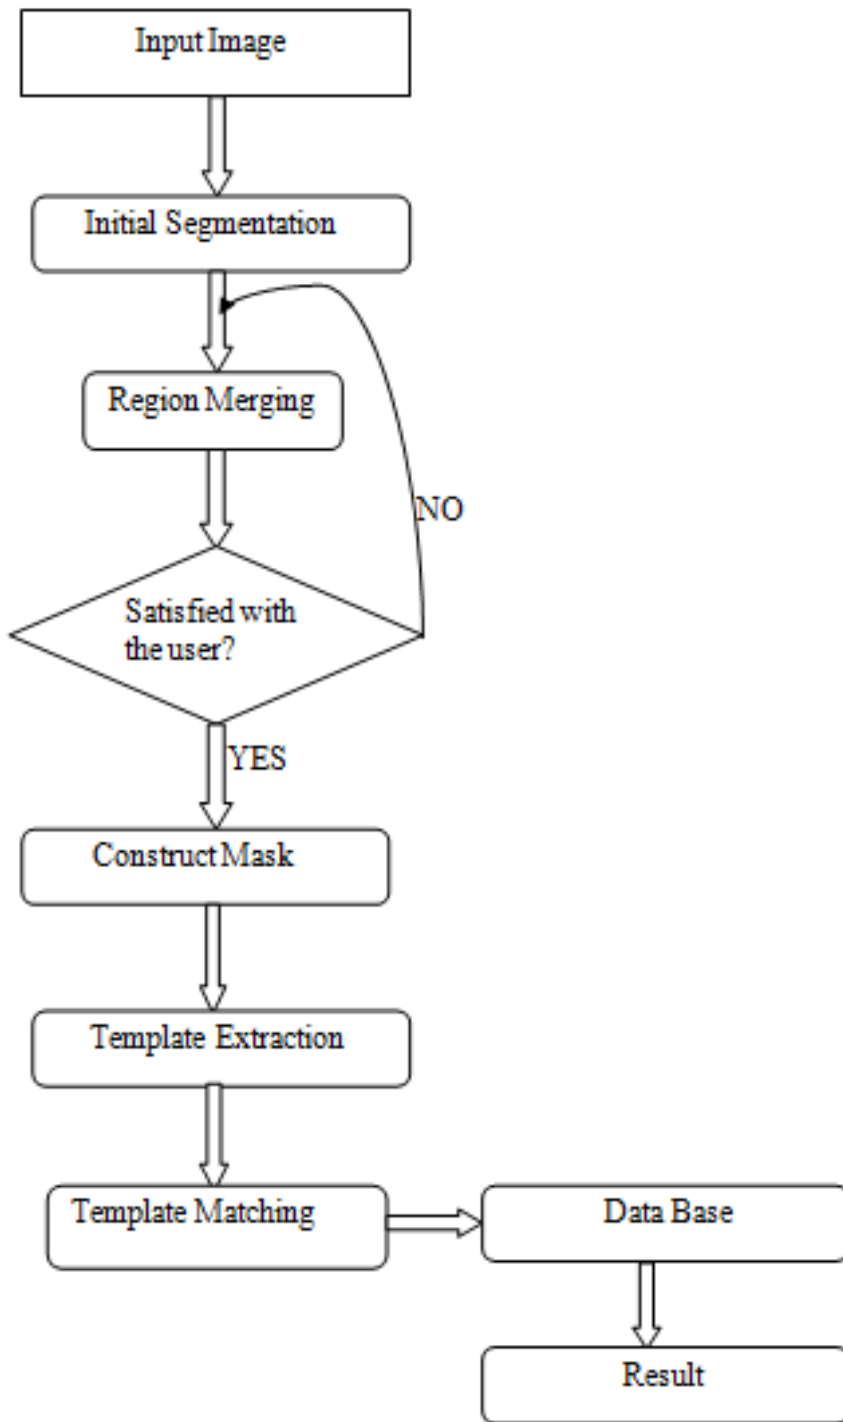 Input Image
Initial Segmentation
Region Merging
NO
Satisfied with
the user?
YES
Construct Mask
Template Extraction
Template Matching
Data Base
Result